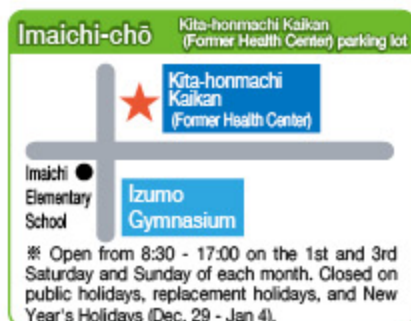 Imaichi-chō
Kita-honmachi Kaikan
(Former Health Center) parking lot
Kita-honmachi
Kaikan
(Former Health Center)
Imaichi
Elementary
School
Izumo
Gymnasium
※ Open from 8:30 - 17:00 on the 1st and 3rd
Saturday and Sunday of each month. Closed on
public holidays, replacement holidays, and New
Year's Holidays (Dec. 29 - Jan 4).